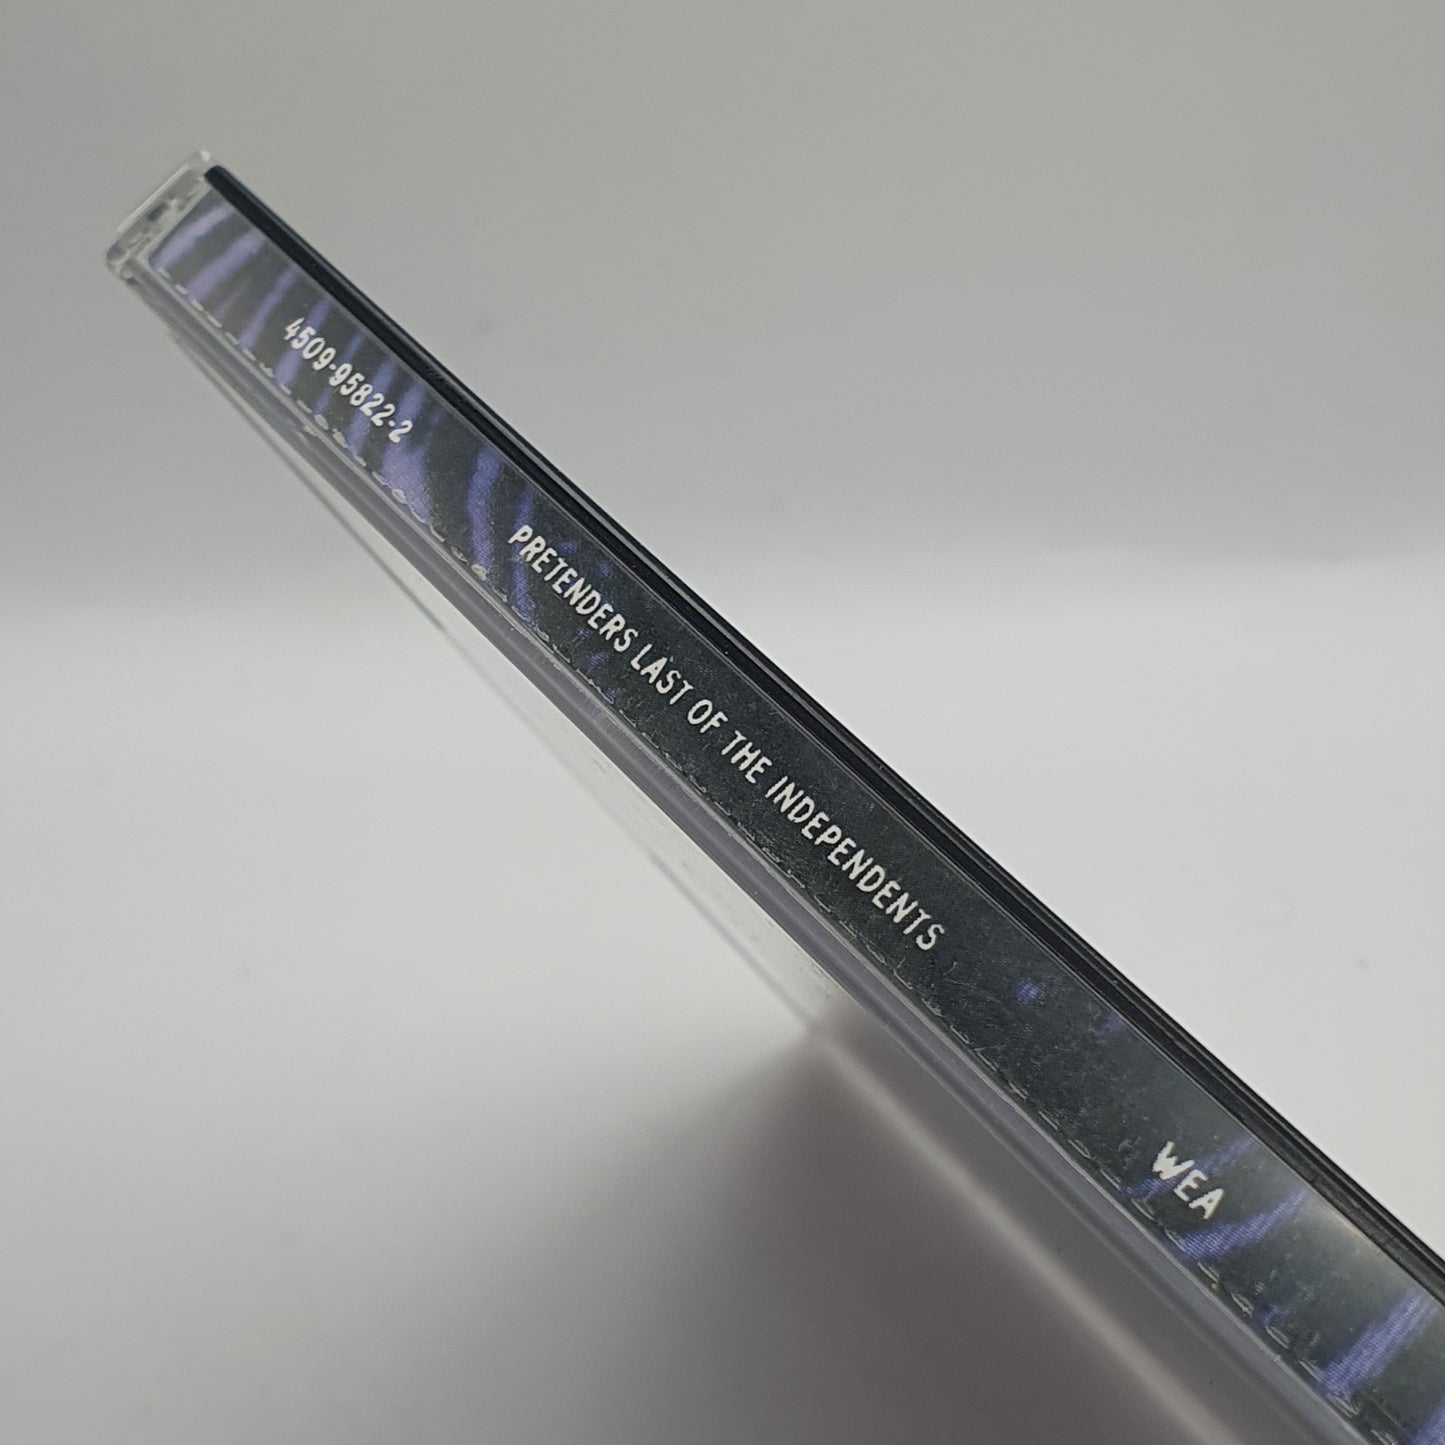 4509-95822-2
PRETENDERS LAST OF THE INDEPENDENTS
WEA